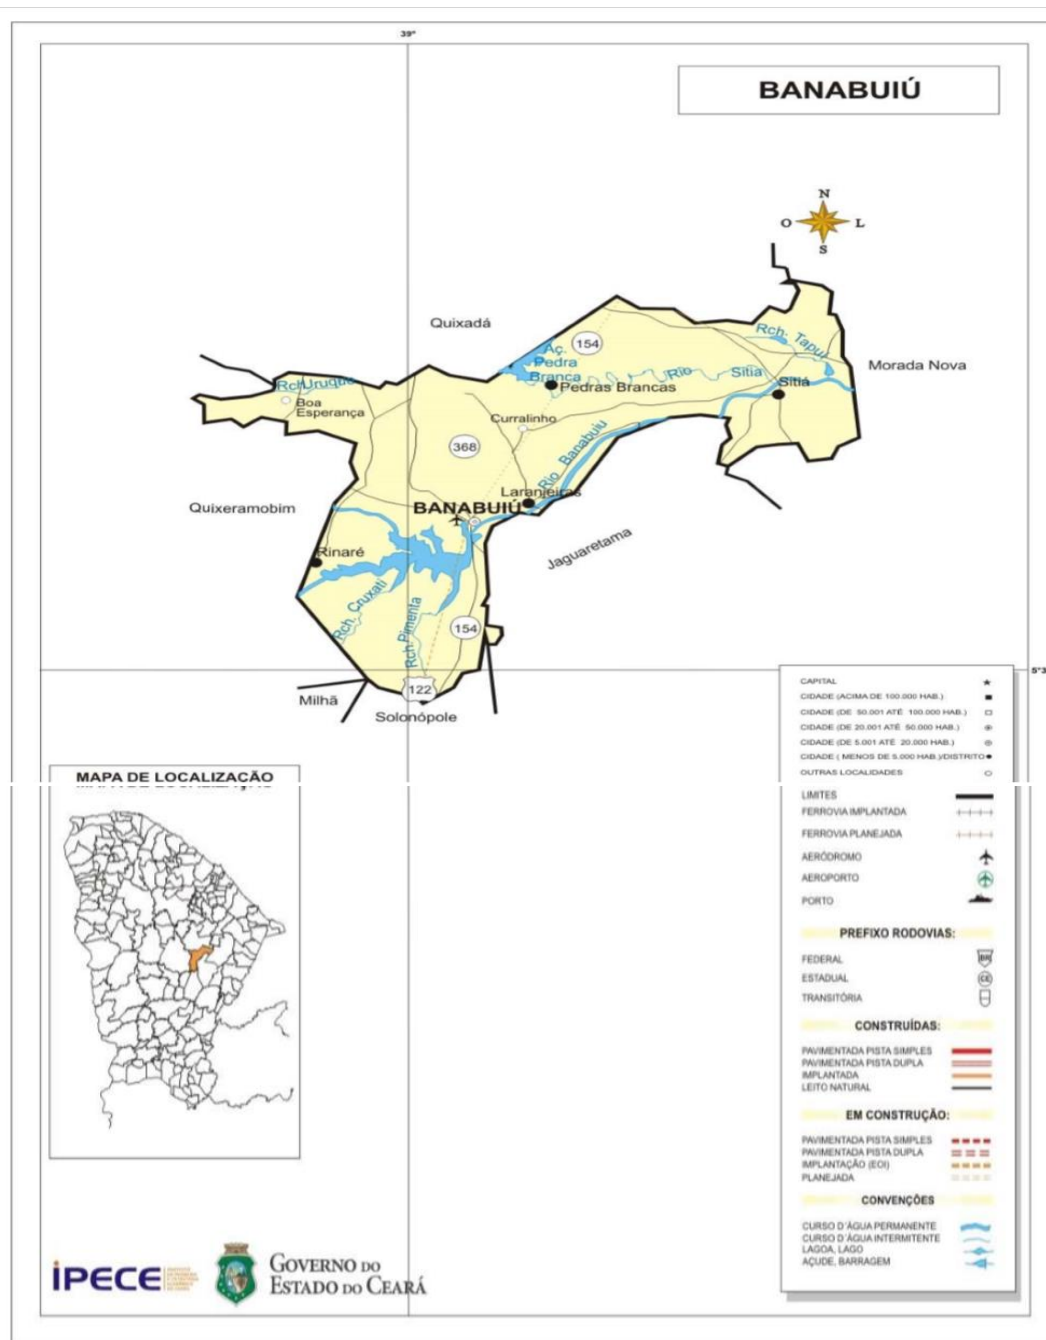 39°
BANABUIÚ
N
O
L
S
Quixadá
154
Rch. Tapuí
Aç.
Pedra
Branca
Rio
Sitia
Morada Nova
Rch.Uruque
Pedras Brancas
Sitiá
Boa
Esperança
Curralinho
368
Rio Banabuiu
Laranjeiras
Quixeramobim
BANABUIÚ
Jaguaretama
Rinaré
Rch. Cruxati
Rch.Pimenta
154
5°3
122
Milhã
Solonópole
CAPITAL
CIDADE (ACIMA DE 100.000 HAB.)
CIDADE (DE 50.001 ATÉ 100.000 HAB.)
CIDADE (DE 20.001 ATÉ 50.000 HAB.)
CIDADE (DE 5.001 ATÉ 20.000 HAB.)
CIDADE ( MENOS DE 5.000 HAB.)/DISTRITO
OUTRAS LOCALIDADES
LIMITES
FERROVIA IMPLANTADA
FERROVIA PLANEJADA
AERÓDROMO
AEROPORTO
PORTO
PREFIXO RODOVIAS:
FEDERAL BR
ESTADUAL CE
TRANSITÓRIA
CONSTRUÍDAS:
PAVIMENTADA PISTA SIMPLES
PAVIMENTADA PISTA DUPLA
IMPLANTADA
LEITO NATURAL
EM CONSTRUÇÃO:
PAVIMENTADA PISTA SIMPLES
PAVIMENTADA PISTA DUPLA
IMPLANTAÇÃO (EOI)
PLANEJADA
CONVENÇÕES
CURSO D´ÁGUA PERMANENTE
CURSO D´ÁGUA INTERMITENTE
LAGOA, LAGO
AÇUDE, BARRAGEM
MAPA DE LOCALIZAÇÃO
IPECE
GOVERNO DO
ESTADO DO CEARÁ